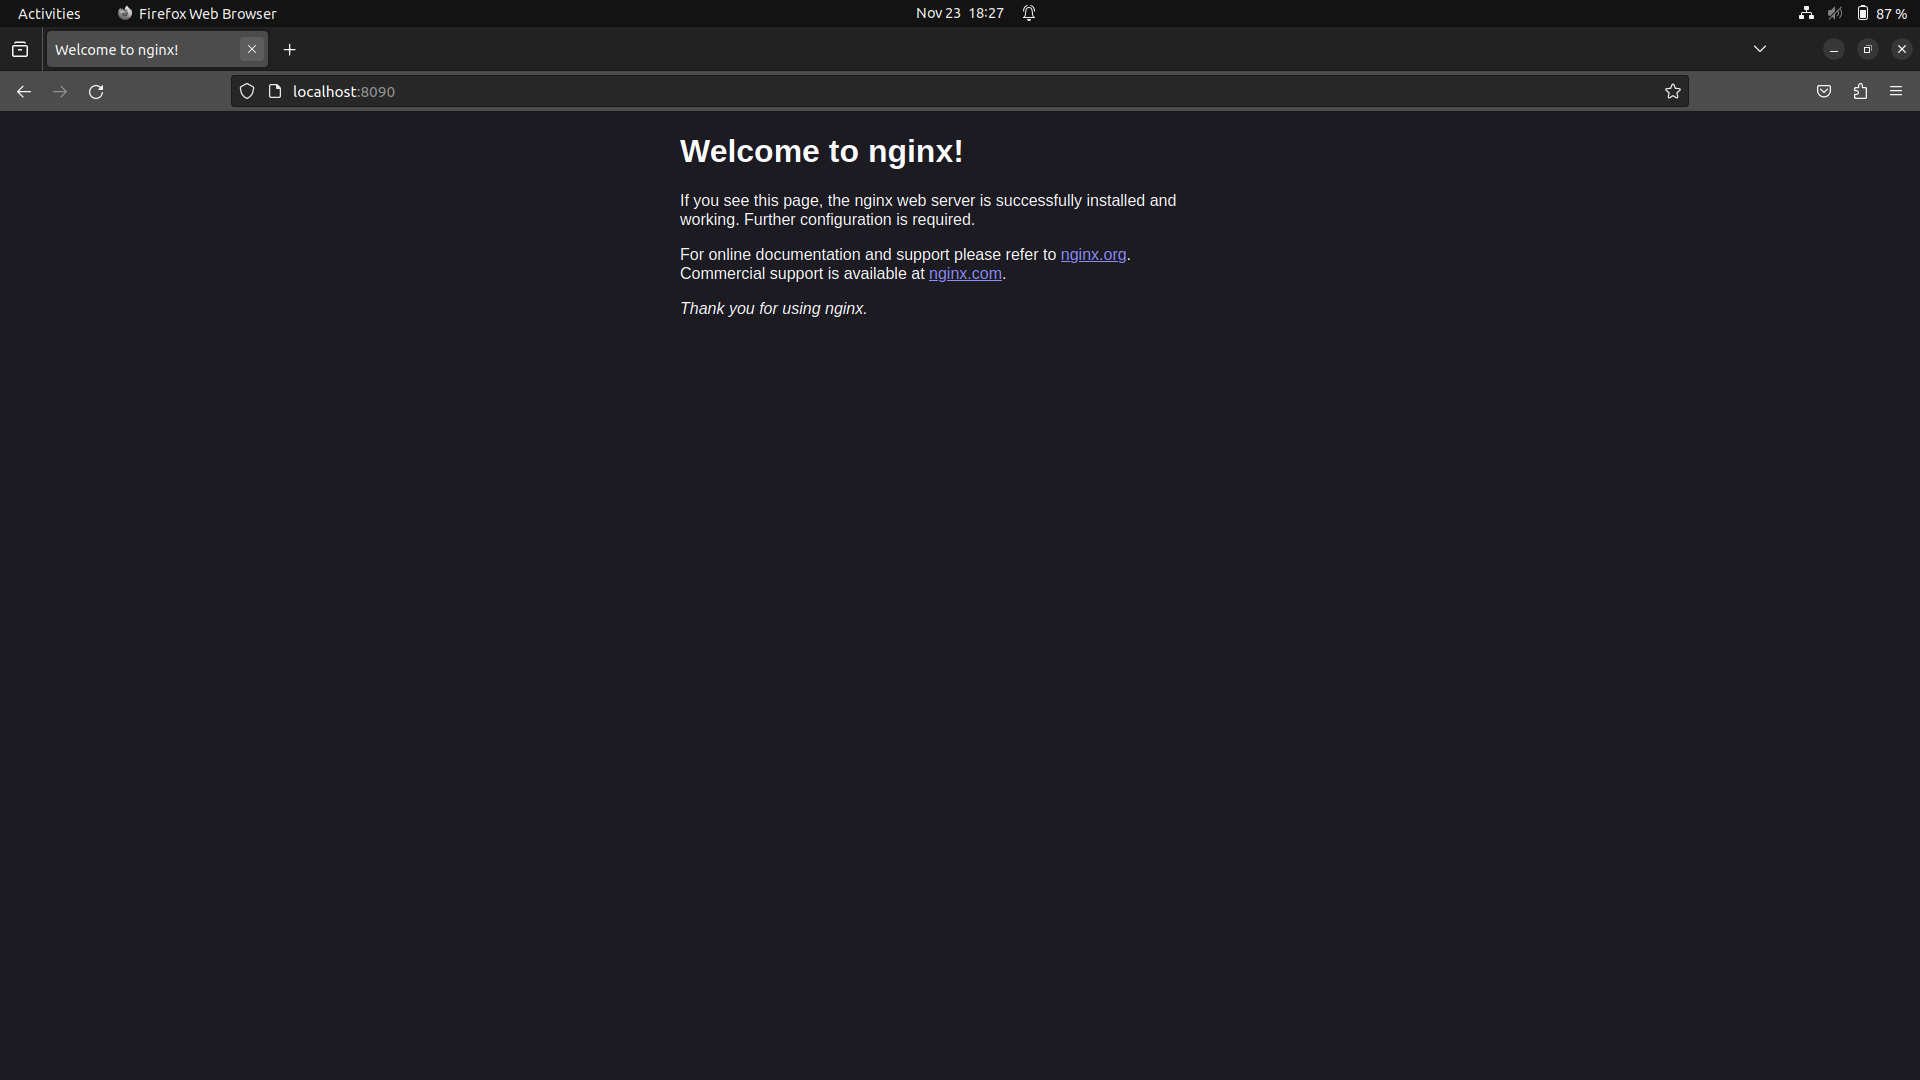 Activities
Firefox Web Browser
Nov 23 18:27
87 %
Welcome to nginx!
localhost:8090
Welcome to nginx!
If you see this page, the nginx web server is successfully installed and
working. Further configuration is required.
For online documentation and support please refer to nginx.org.
Commercial support is available at nginx.com.
Thank you for using nginx.